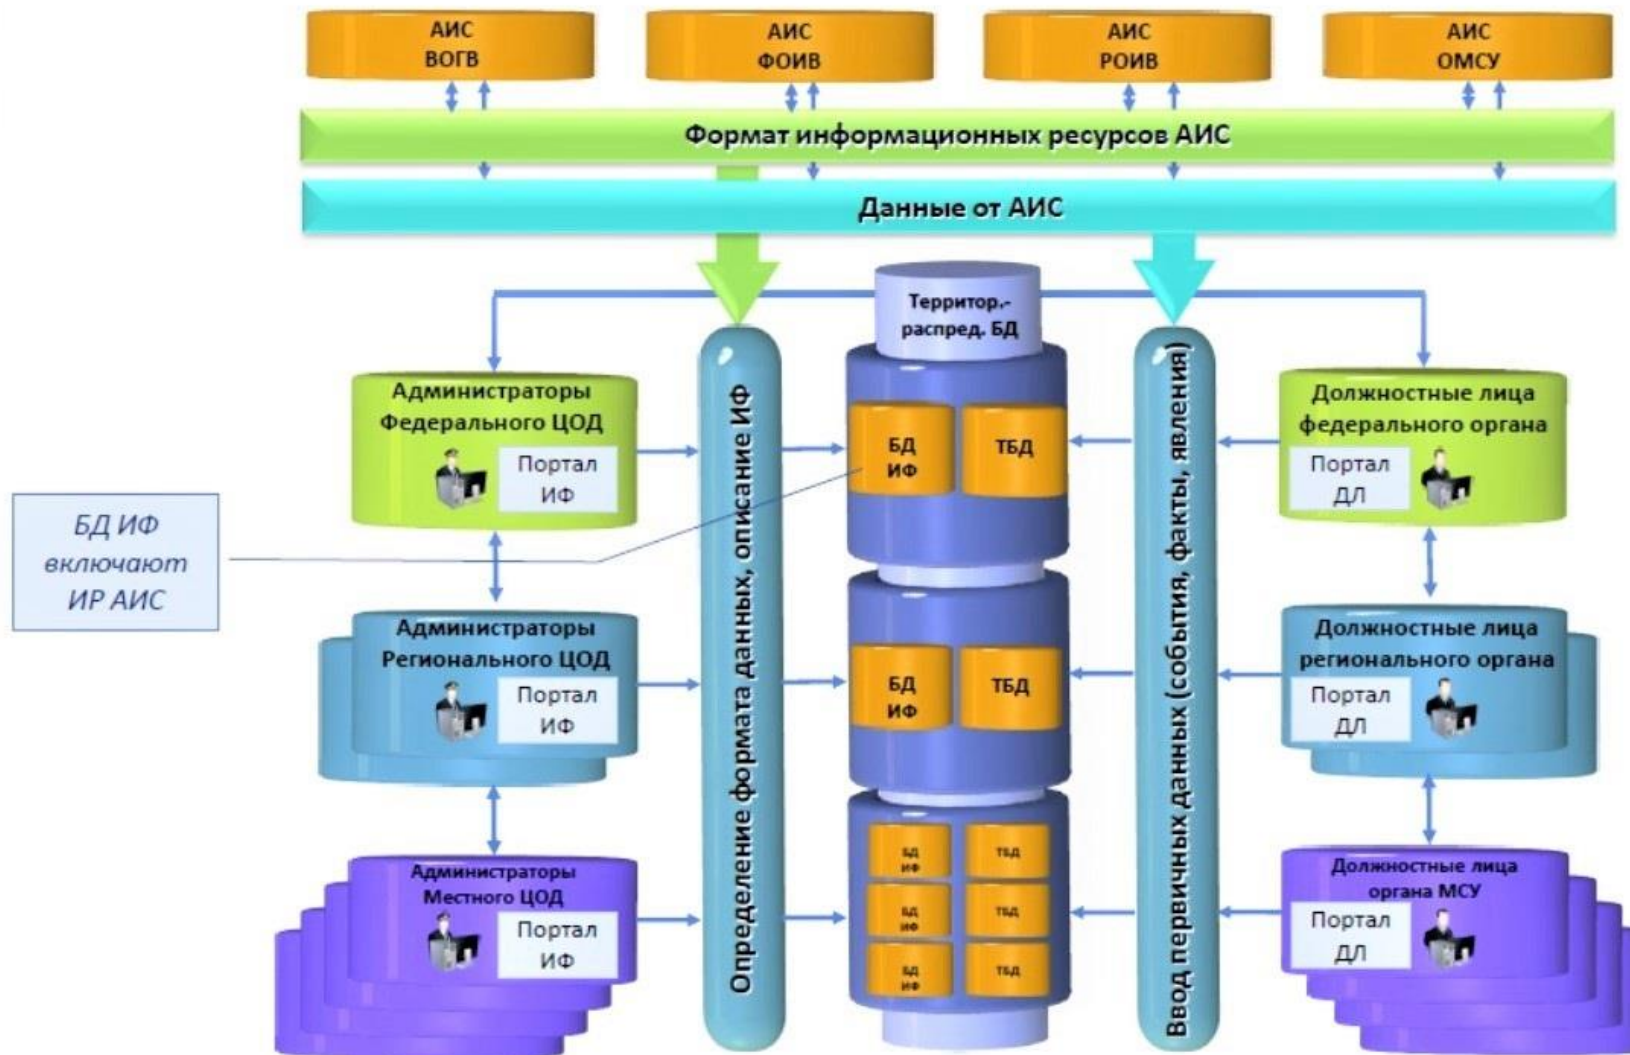 АИС
ВОГВ
АИС
ФОИВ
АИС
РОИВ
АИС
ОМСУ
Формат информационных ресурсов АИС
Данные от АИС
Территор.-
распред. БД
Администраторы
Федерального ЦОД
Портал
ИФ
БД ИФ
включают
ИР АИС
Администраторы
Регионального ЦОД
Портал
ИФ
Администраторы
Местного ЦОД
Портал
ИФ
Определение формата данных, описание ИФ
БД
ИФ
ТБД
БД
ИФ
ТБД
БД
ИФ
ТБД
БД
ИФ
ТБД
БД
ИФ
ТБД
Ввод первичных данных (события, факты, явления)
Должностные лица
федерального органа
Портал
ДЛ
Должностные лица
регионального органа
Портал
ДЛ
Должностные лица
органа МСУ
Портал
ДЛ